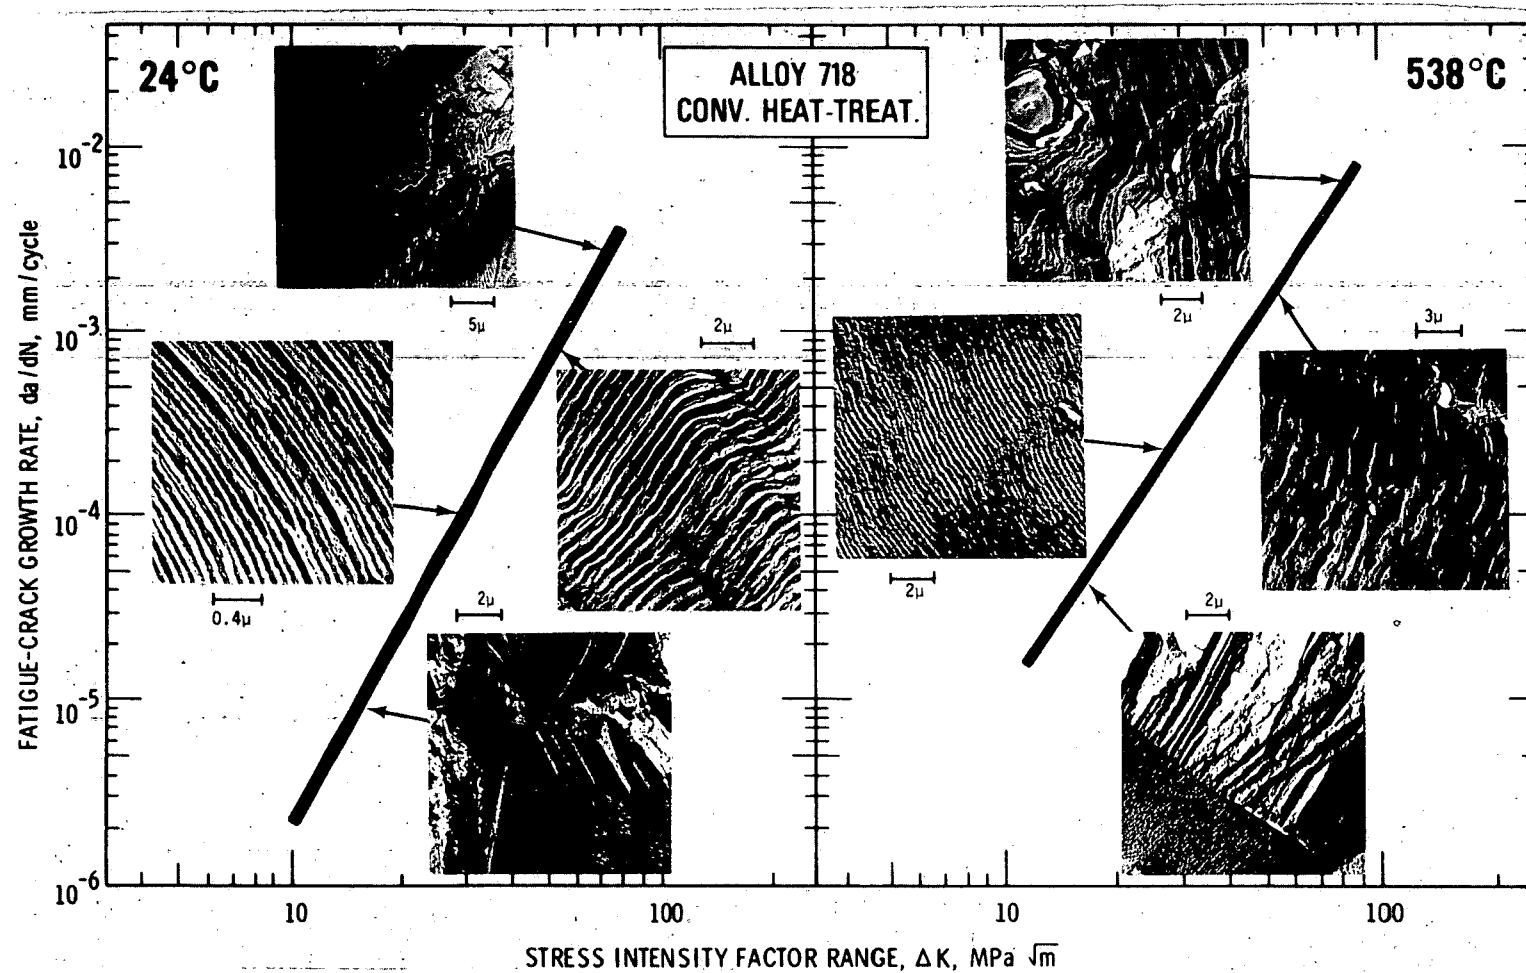 24°C
ALLOY 718
CONV. HEAT-TREAT.
538°C
10-2
10-3
10-4
10-5
10-6
FATIGUE-CRACK GROWTH RATE, da/dN, mm/cycle
5μ
2μ
0.4μ
2μ
2μ
3μ
2μ
2μ
10
100
10
100
STRESS INTENSITY FACTOR RANGE, ΔK, MPa √m